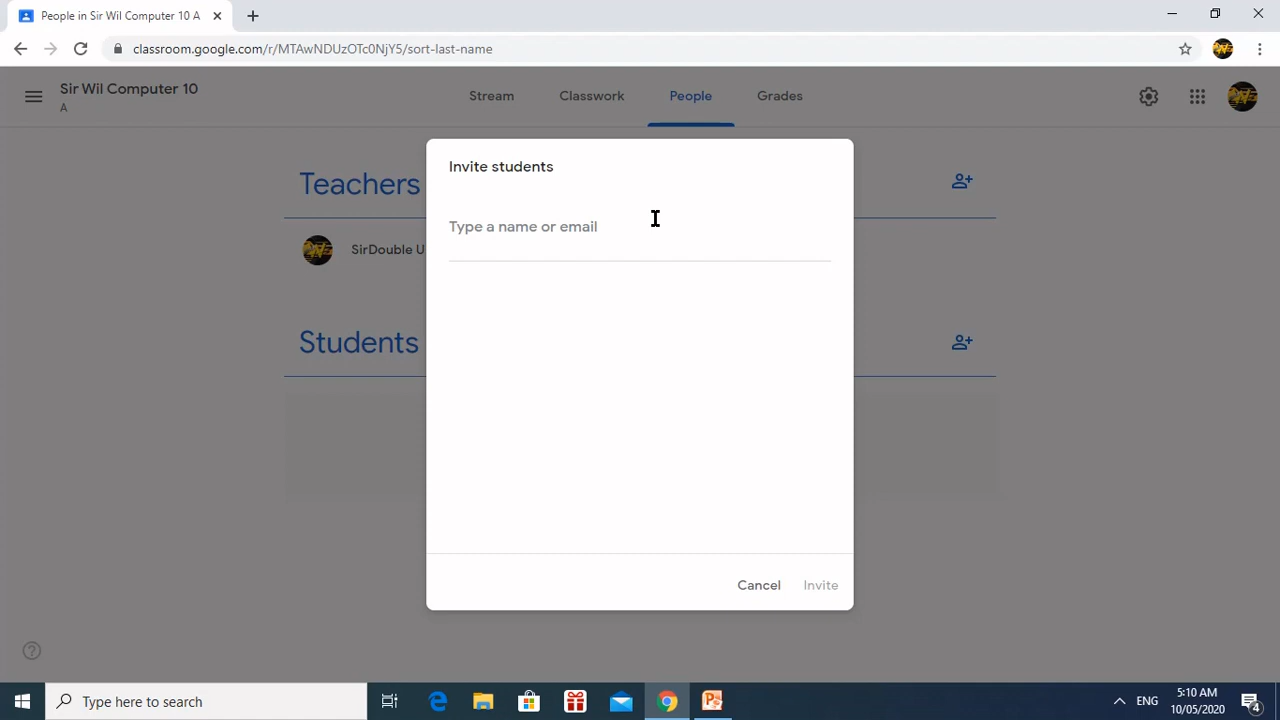 People in Sir Wil Computer 10 A
classroom.google.com/r/MTAwNDUzOTc0NjY5/sort-last-name
Sir Wil Computer 10
A
Stream
Classwork
People
Grades
Invite students
Teachers
Type a name or email
SirDouble U
Students
Cancel
Invite
Type here to search
ENG
5:10 AM
10/05/2020
4